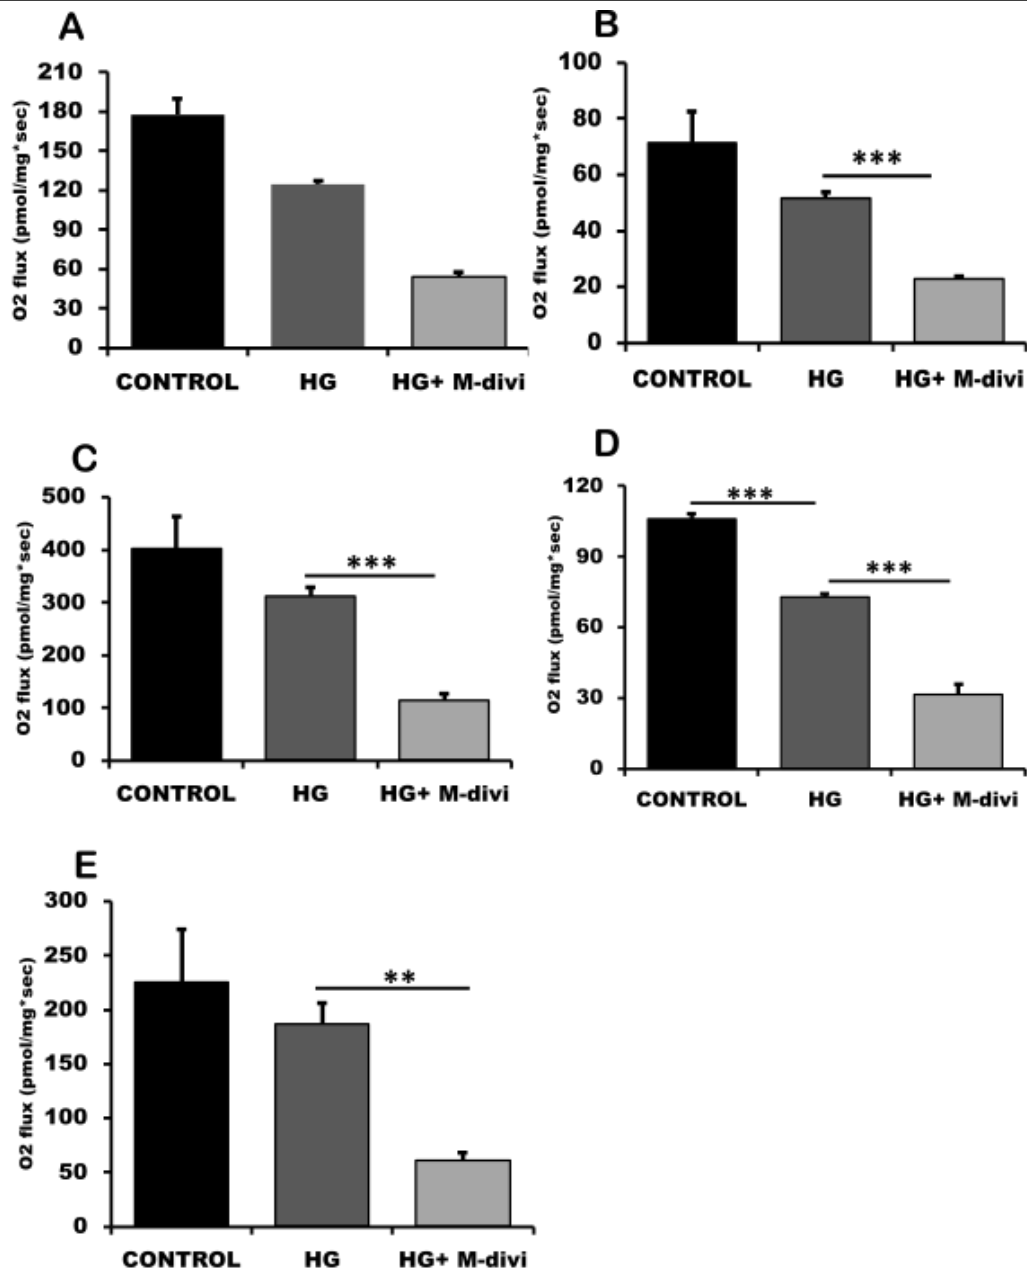 A
O2 flux (pmol/mg*sec)
210
180
150
120
90
60
30
0
CONTROL HG HG+ M-divi
B
O2 flux (pmol/mg*sec)
100
80
60
40
20
0
***
CONTROL HG HG+ M-divi
C
O2 flux (pmol/mg*sec)
500
400
300
200
100
0
***
CONTROL HG HG+ M-divi
D
O2 flux (pmol/mg*sec)
120
90
60
30
0
***
***
CONTROL HG HG+ M-divi
E
O2 flux (pmol/mg*sec)
300
250
200
150
100
50
0
**
CONTROL HG HG+ M-divi